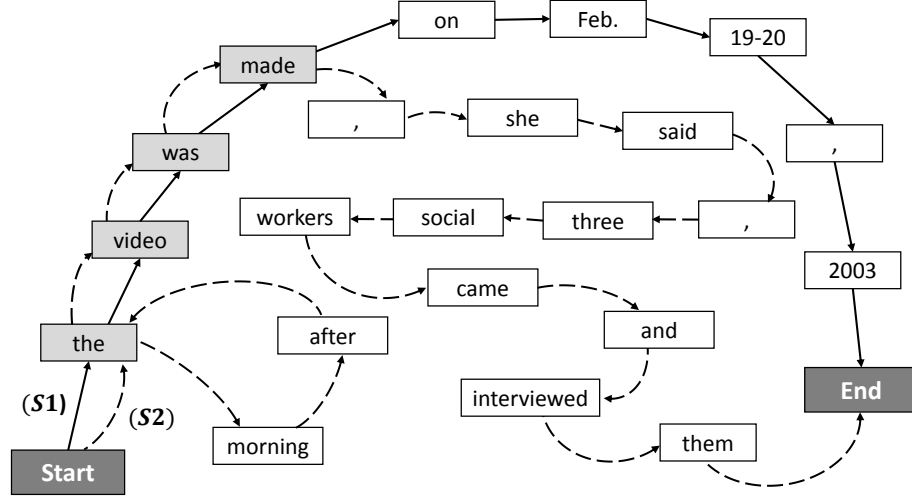 on
Feb.
19-20
made
,
she
said
,
was
workers
social
three
,
video
2003
came
after
and
the
(S1)
(S2)
interviewed
End
morning
them
Start